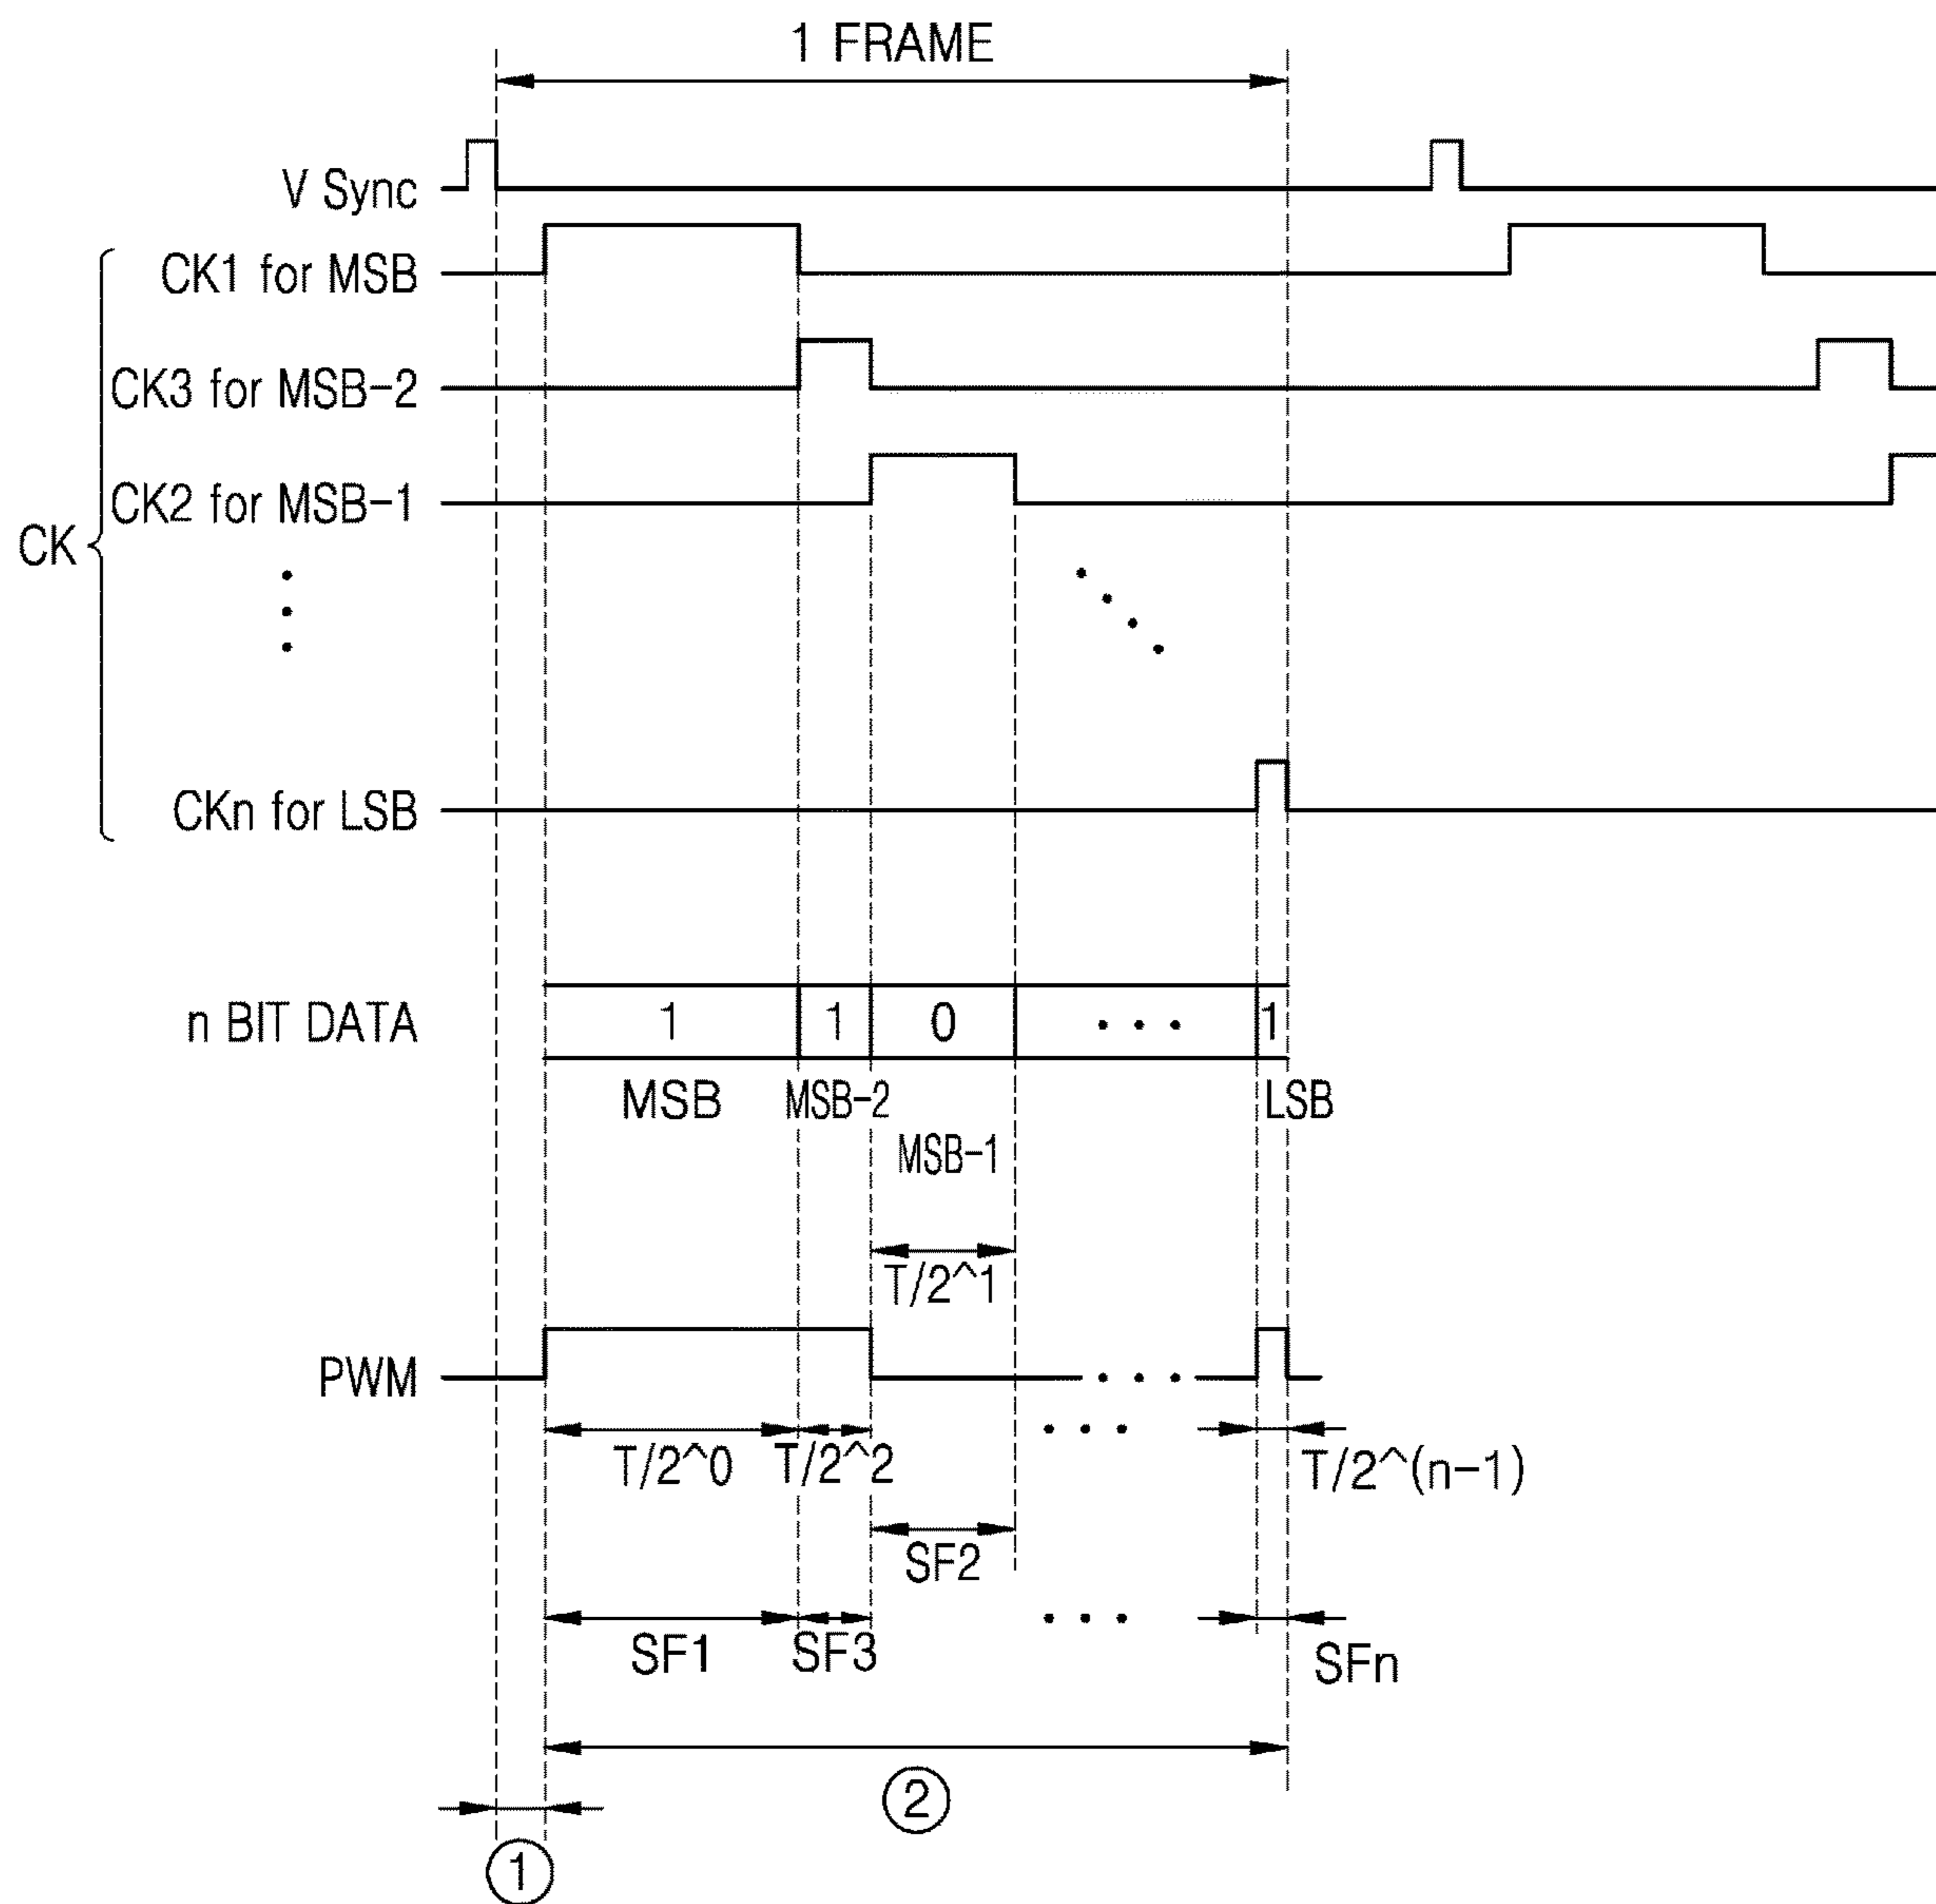 1 FRAME
V Sync
CK1 for MSB
CK3 for MSB-2
CK2 for MSB-1
CK
CKn for LSB
n BIT DATA 1 1 0 1
MSB MSB-2 LSB
MSB-1
T/2^1
PWM
T/2^0 T/2^2 T/2^(n-1)
SF2
SF1 SF3 SFn
②
①